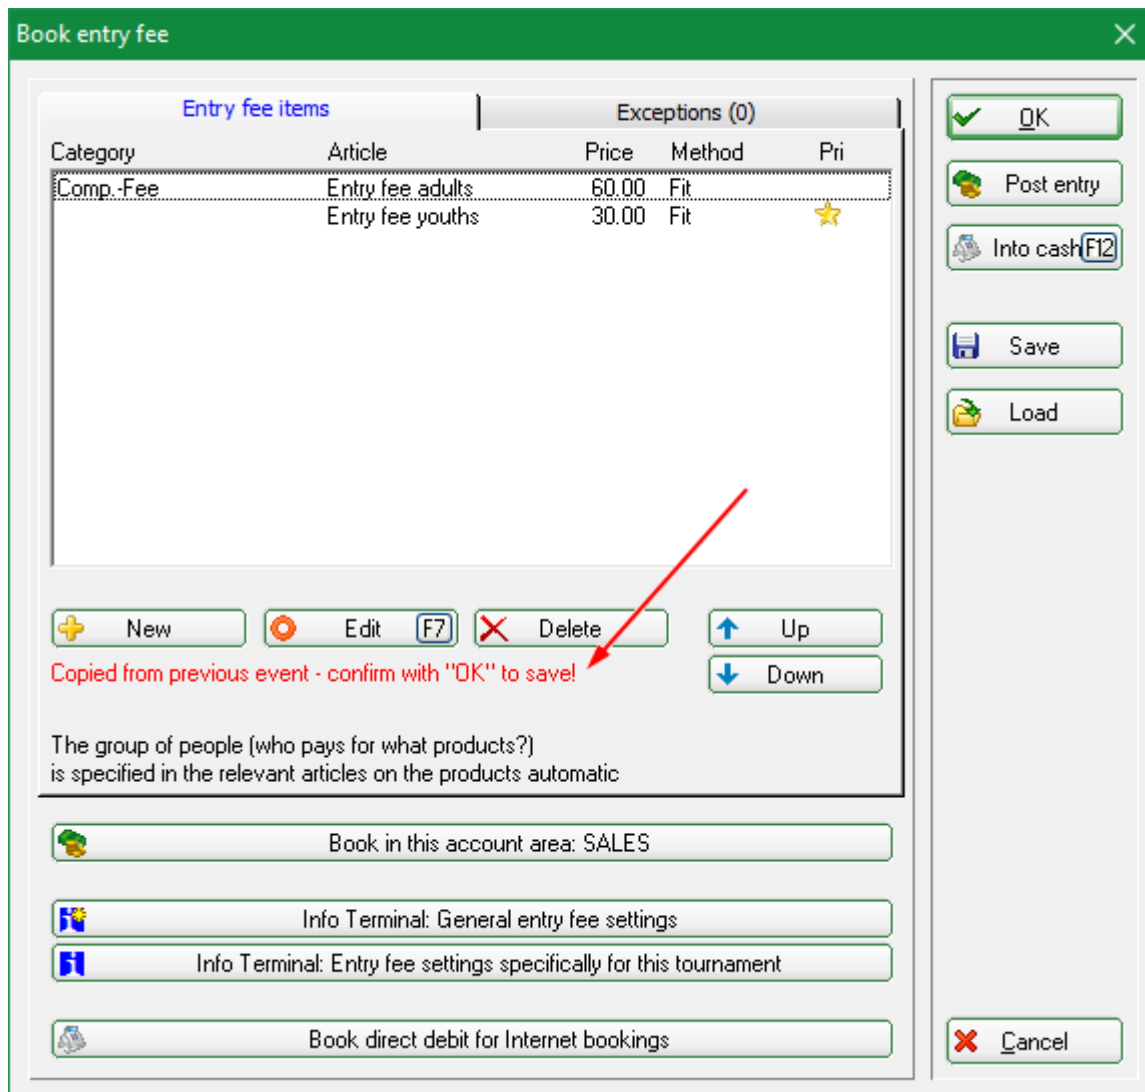 Book entry fee
Entry fee items
Exceptions (0)
Category Article Price Method Pri
Comp.-Fee Entry fee adults 60.00 Fit
Entry fee youths 30.00 Fit
New
Edit F7
Delete
Up
Copied from previous event - confirm with "OK" to save!
Down
The group of people (who pays for what products?)
is specified in the relevant articles on the products automatic
Book in this account area: SALES
Info Terminal: General entry fee settings
Info Terminal: Entry fee settings specifically for this tournament
Book direct debit for Internet bookings
OK
Post entry
Into cash F12
Save
Load
Cancel